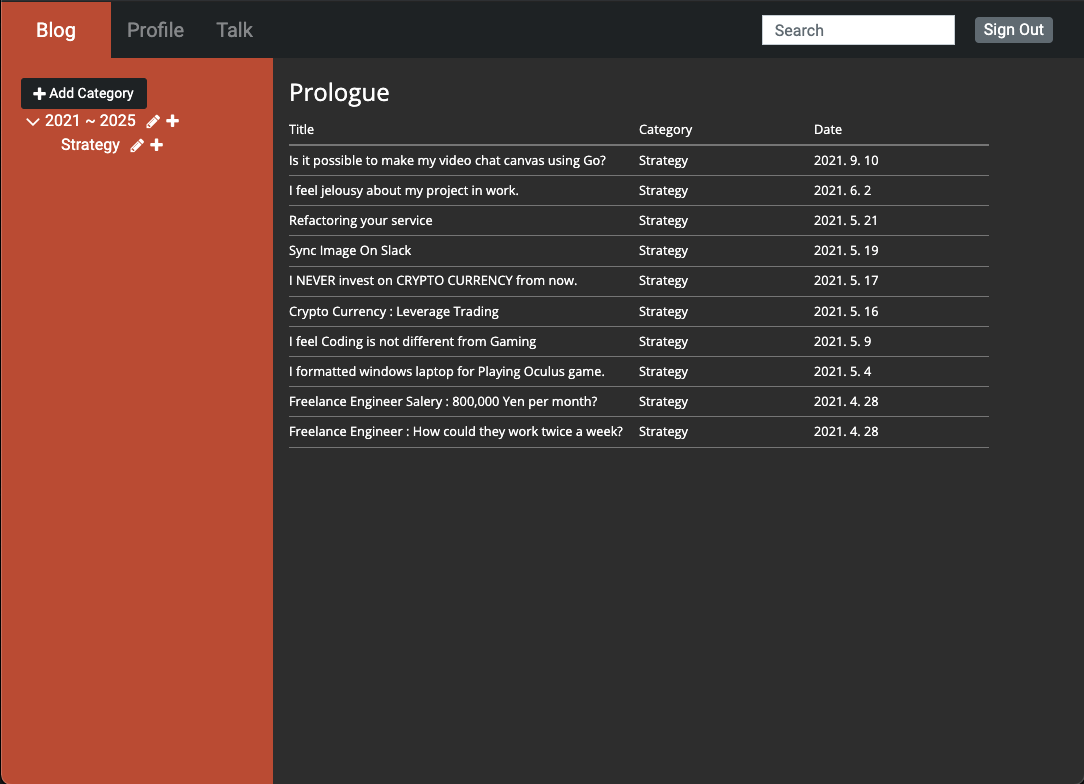 Blog Profile Talk Search Sign Out
Add Category
2021 ~ 2025
Strategy
Prologue
Title Category Date
Is it possible to make my video chat canvas using Go? Strategy 2021. 9. 10
I feel jelousy about my project in work. Strategy 2021. 6. 2
Refactoring your service Strategy 2021. 5. 21
Sync Image On Slack Strategy 2021. 5. 19
I NEVER invest on CRYPTO CURRENCY from now. Strategy 2021. 5. 17
Crypto Currency : Leverage Trading Strategy 2021. 5. 16
I feel Coding is not different from Gaming Strategy 2021. 5. 9
I formatted windows laptop for Playing Oculus game. Strategy 2021. 5. 4
Freelance Engineer Salery : 800,000 Yen per month? Strategy 2021. 4. 28
Freelance Engineer : How could they work twice a week? Strategy 2021. 4. 28